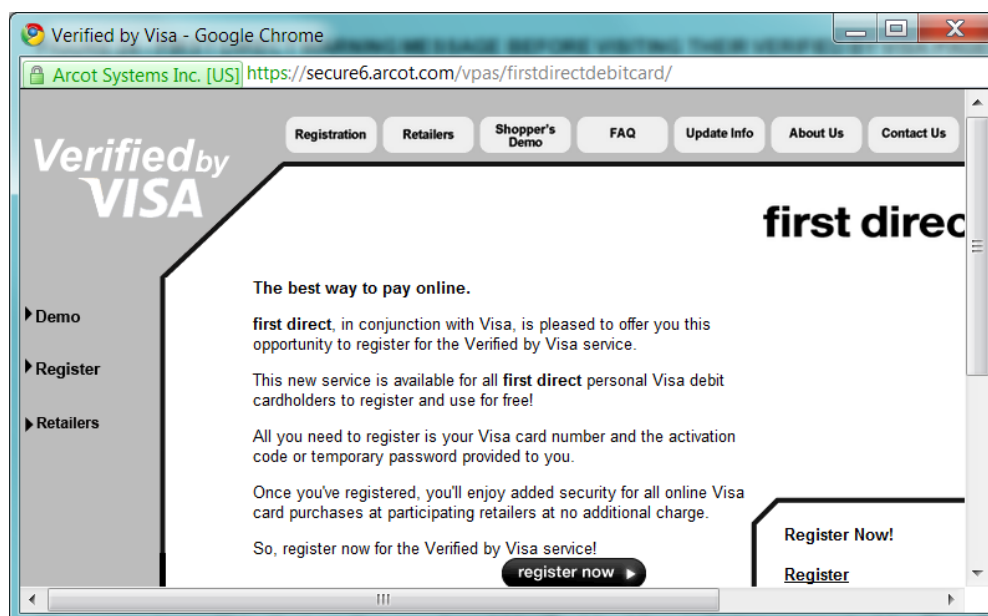 Verified by Visa - Google Chrome
WARNING MESSAGE BEFORE VISITING THEIR VERIFIED BY
Arcot Systems Inc. [US] https://secure6.arcot.com/vpas/firstdirectdebitcard/
Registration
Retailers
Shopper's
Demo
FAQ
Update Info
About Us
Contact Us
Verified by
VISA
first direc
The best way to pay online.
Demo
first direct, in conjunction with Visa, is pleased to offer you this
opportunity to register for the Verified by Visa service.
Register
This new service is available for all first direct personal Visa debit
cardholders to register and use for free!
Retailers
All you need to register is your Visa card number and the activation
code or temporary password provided to you.
Once you've registered, you'll enjoy added security for all online Visa
card purchases at participating retailers at no additional charge.
So, register now for the Verified by Visa service!
register now
Register Now!
Register